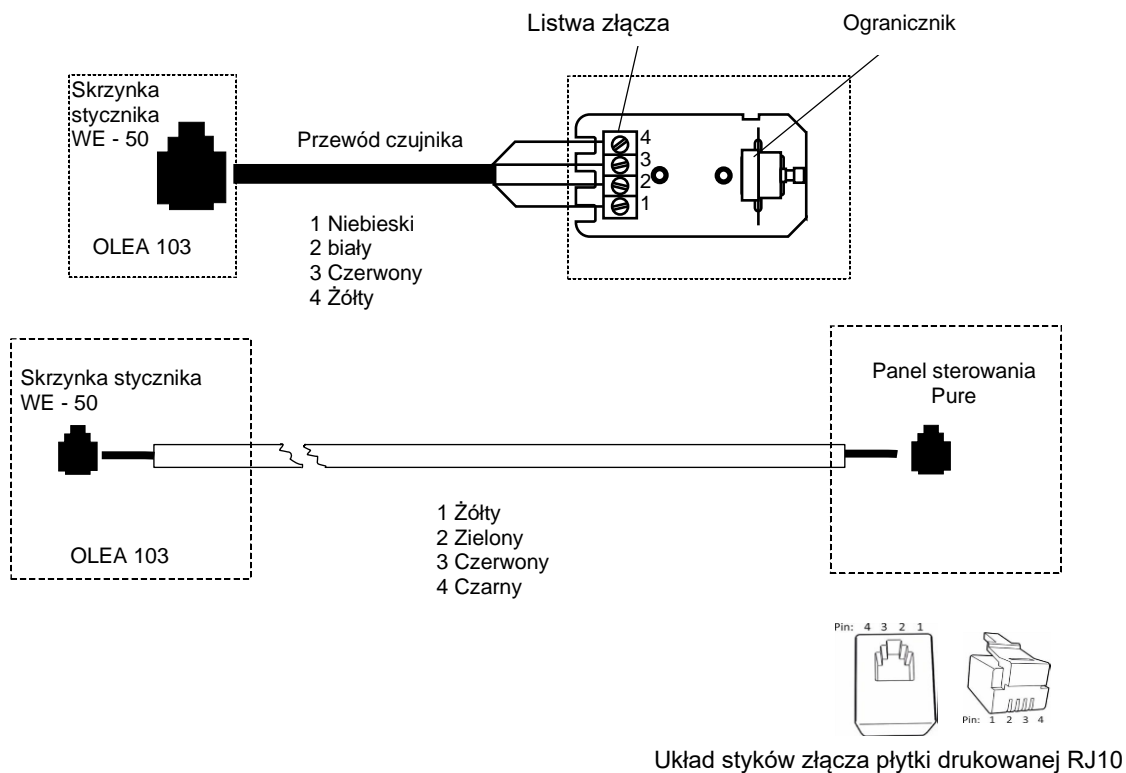 Listwa złącza
Ogranicznik
Skrzynka
stycznika
WE - 50
Przewód czujnika
4
3
2
1
OLEA 103
1 Niebieski
2 biały
3 Czerwony
4 Żółty
Skrzynka stycznika
WE - 50
Panel sterowania
Pure
OLEA 103
1 Żółty
2 Zielony
3 Czerwony
4 Czarny
Pin: 4 3 2 1
Pin: 1 2 3 4
Układ styków złącza płytki drukowanej RJ10